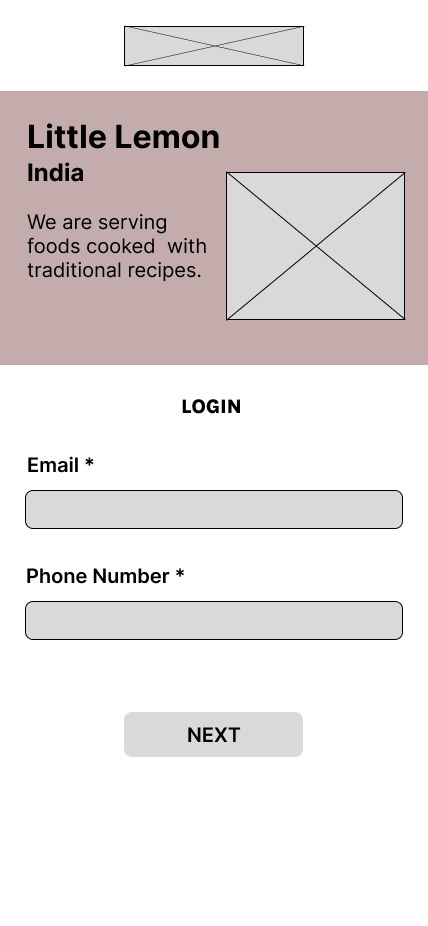 Little Lemon
India
We are serving
foods cooked  with
traditional recipes.
LOGIN
Email *
Phone Number *
NEXT